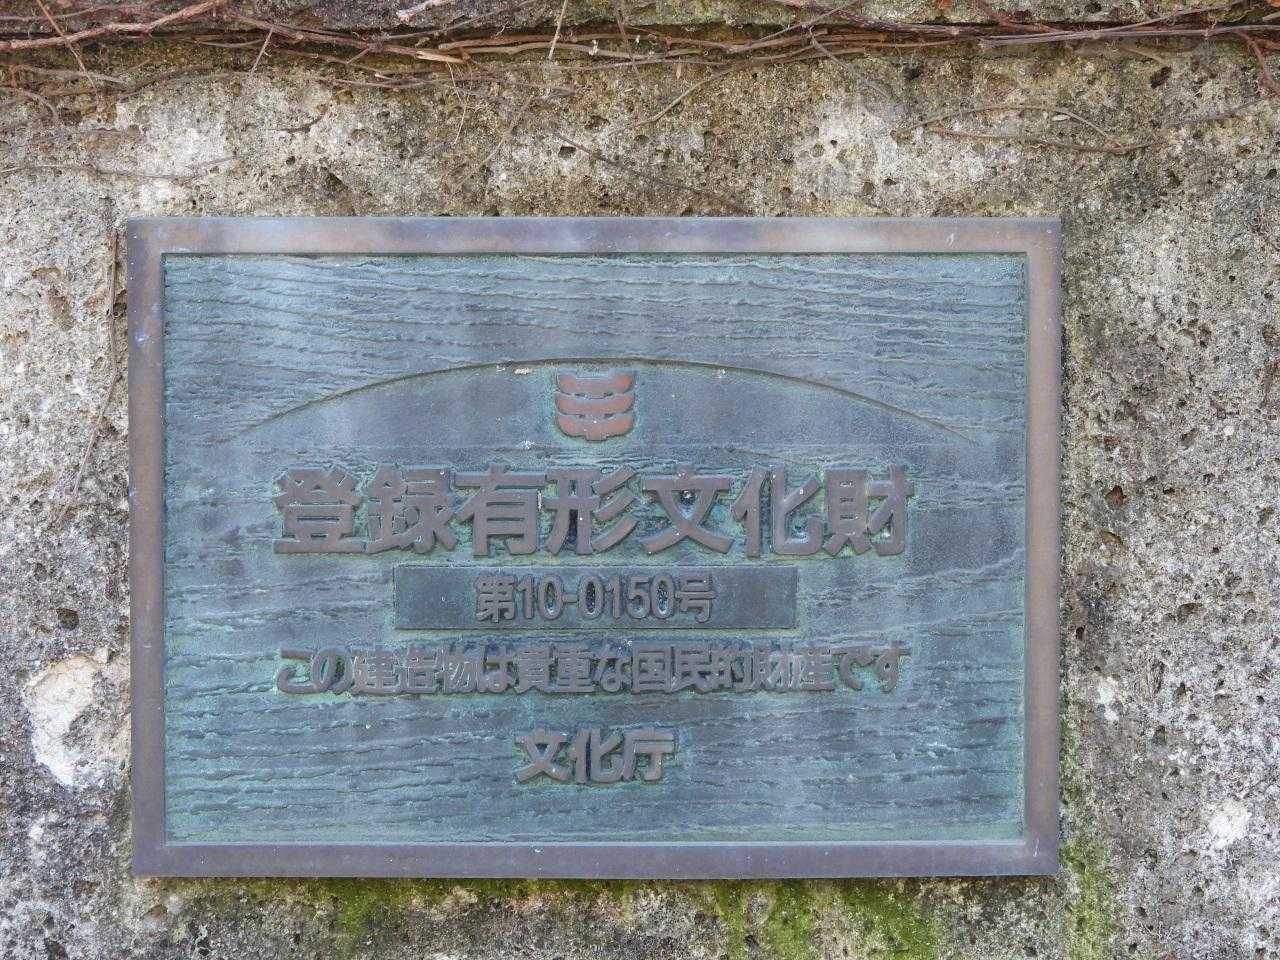 登録有形文化財
第10-0150号
この建造物は貴重な国民的財産です
文化庁